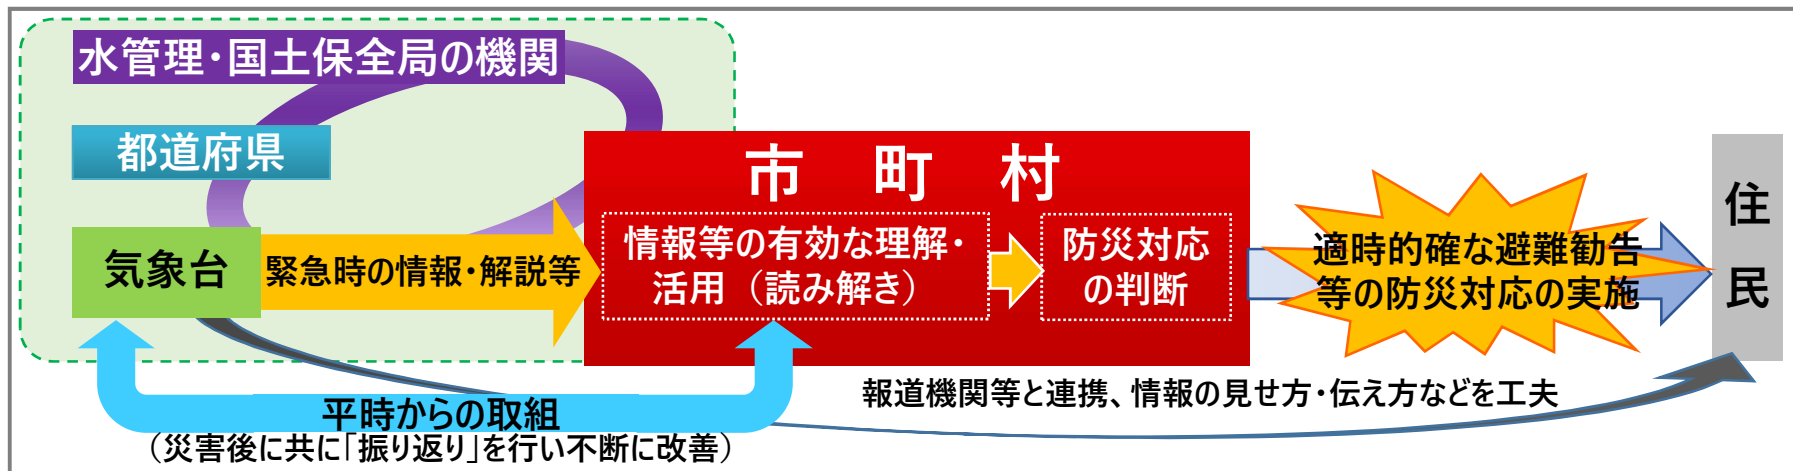 水管理・国土保全局の機関
都道府県
気象台
緊急時の情報・解説等
市町村
情報等の有効な理解・
活用（読み解き）
防災対応
の判断
適時的確な避難勧告
等の防災対応の実施
住民
報道機関等と連携、情報の見せ方・伝え方などを工夫
平時からの取組
（災害後に共に「振り返り」を行い不断に改善）